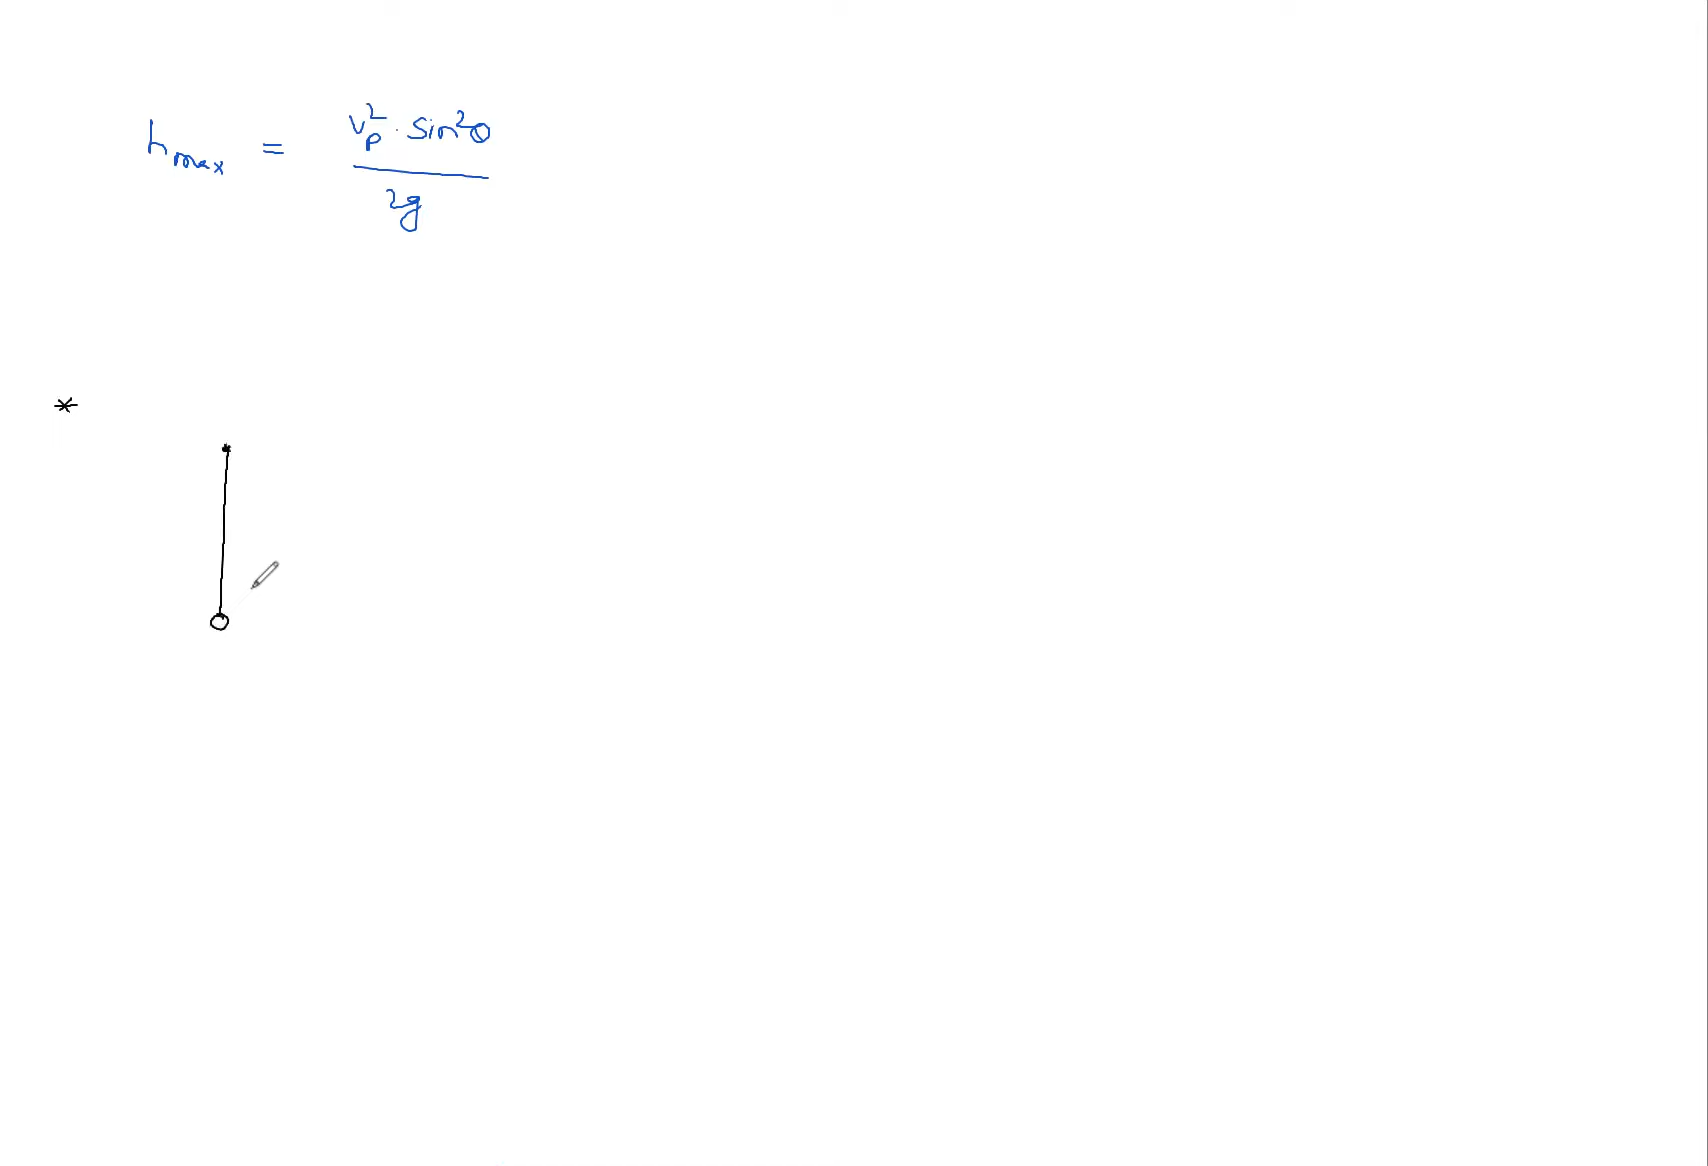 h_max = v_p^2 · sin^2θ / 2g
*